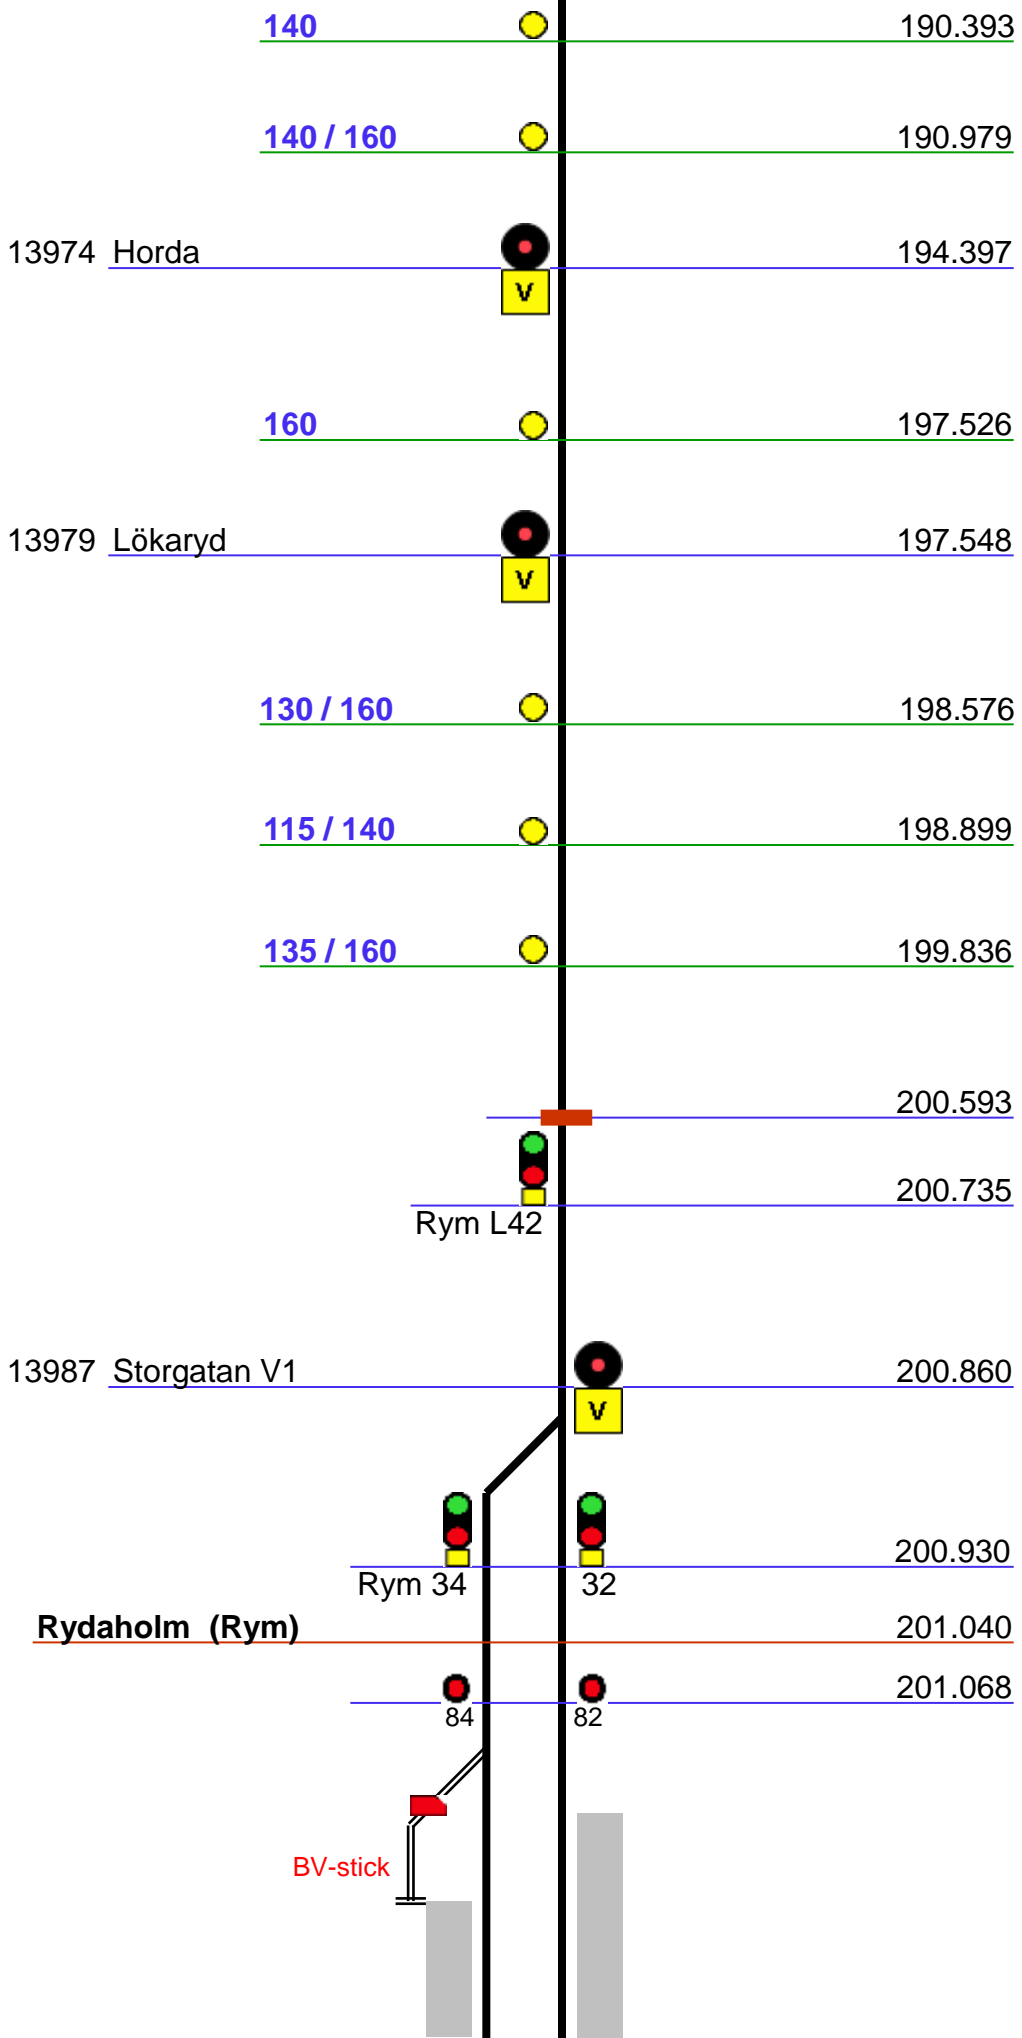 140 190.393
140 / 160 190.979
13974 Horda 194.397
V
160 197.526
13979 Lökaryd 197.548
V
130 / 160 198.576
115 / 140 198.899
135 / 160 199.836
200.593
200.735
Rym L42
13987 Storgatan V1 200.860
V
200.930
Rym 34 32
Rydaholm (Rym) 201.040
201.068
84 82
BV-stick